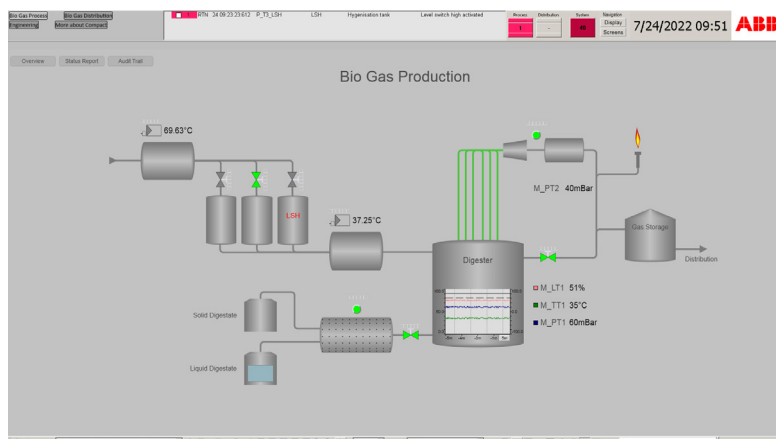 Bio Gas Process
Bio Gas Distribution
Engineering
More about Compact
RTN 24 09:23:23:612 P_T3_LSH LSH Hygenisation task Level switch high activated
Process
Distribution
System
Navigation
1
-
Display
Screens
7/24/2022 09:51
ABB
Overview
Status Report
Audit Trail
Bio Gas Production
69.63°C
M_PT2 40mBar
LSH
37.25°C
Gas Storage
Distribution
Digester
M_LT1 51%
M_TT1 35°C
M_PT1 60mBar
Solid Digestate
Liquid Digestate